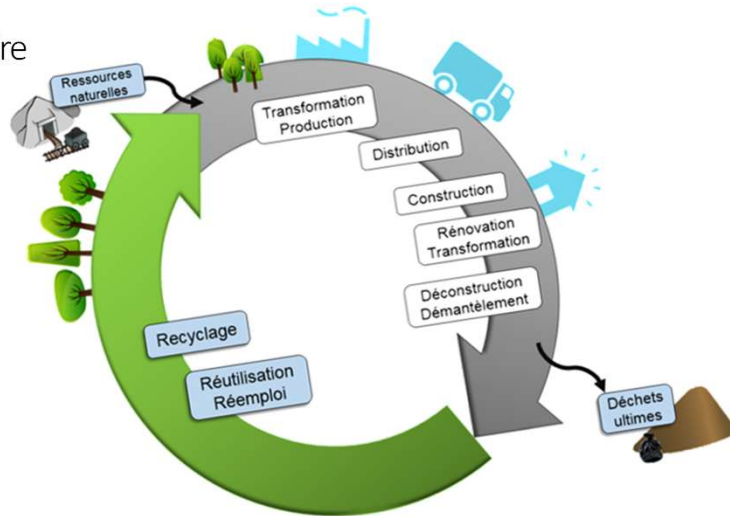 re
Ressources
naturelles
Transformation
Production
Distribution
Construction
Rénovation
Transformation
Déconstruction
Démantèlement
Déchets
ultimes
Réutilisation
Réemploi
Recyclage